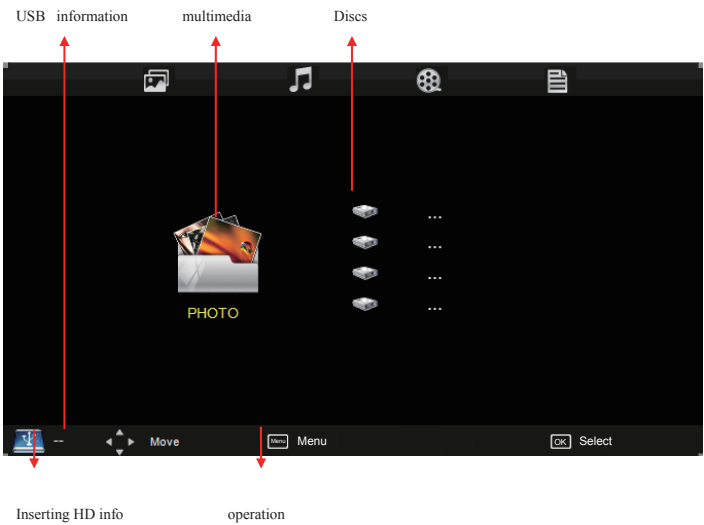 USB information multimedia Discs
...
...
...
...
PHOTO
-- Move Menu Menu OK Select
Inserting HD info operation